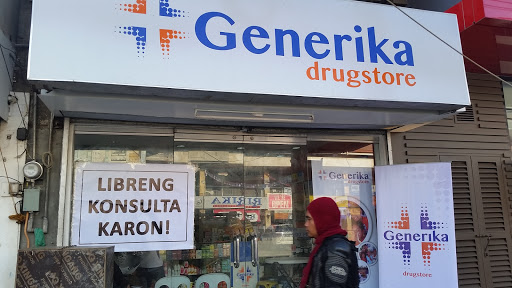 Generika
drugstore
LIBRENG
KONSULTA
KARON!
Generika
Generika
drugstore